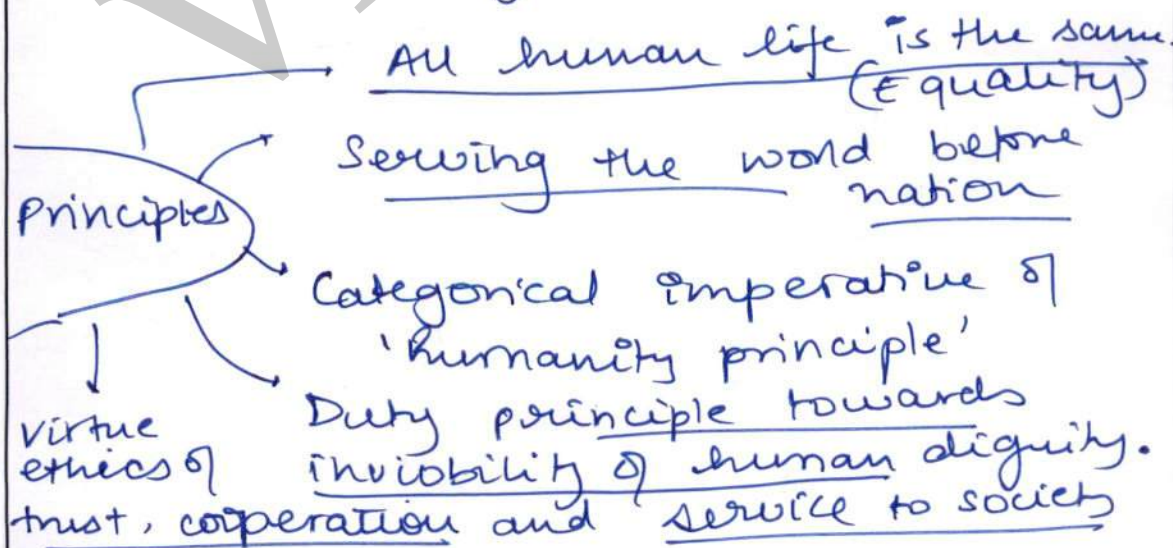 All human life is the same.
(Equality)
Serving the world before
nation
Principles
Categorical imperative of
'humanity principle'
Duty principle towards
inviobility of human dignity.
virtue
ethics of
trust, cooperation and service to society